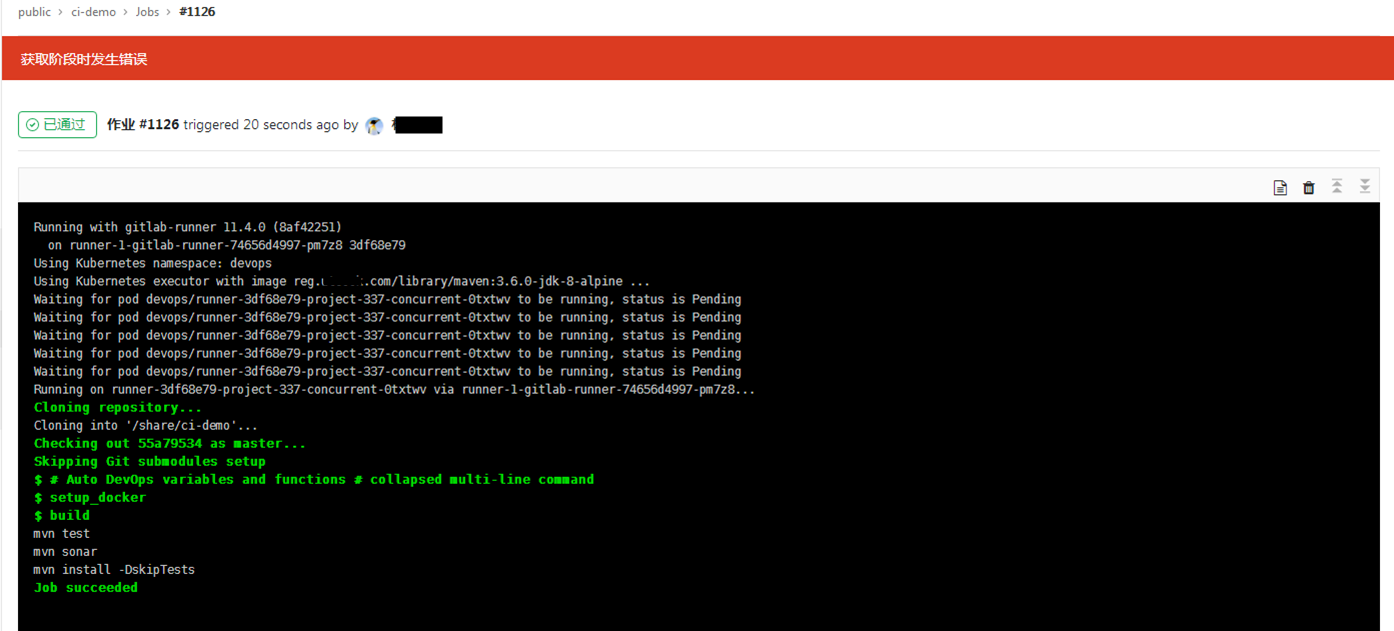 public > ci-demo > Jobs > #1126
获取阶段时发生错误
已通过 作业 #1126 triggered 20 seconds ago by
Running with gitlab-runner 11.4.0 (8af42251)
on runner-1-gitlab-runner-74656d4997-pm7z8 3df68e79
Using Kubernetes namespace: devops
Using Kubernetes executor with image reg. .com/library/maven:3.6.0-jdk-8-alpine ...
Waiting for pod devops/runner-3df68e79-project-337-concurrent-0txtwv to be running, status is Pending
Waiting for pod devops/runner-3df68e79-project-337-concurrent-0txtwv to be running, status is Pending
Waiting for pod devops/runner-3df68e79-project-337-concurrent-0txtwv to be running, status is Pending
Waiting for pod devops/runner-3df68e79-project-337-concurrent-0txtwv to be running, status is Pending
Waiting for pod devops/runner-3df68e79-project-337-concurrent-0txtwv to be running, status is Pending
Running on runner-3df68e79-project-337-concurrent-0txtwv via runner-1-gitlab-runner-74656d4997-pm7z8...
Cloning repository...
Cloning into '/share/ci-demo'...
Checking out 55a79534 as master...
Skipping Git submodules setup
$ # Auto DevOps variables and functions # collapsed multi-line command
$ setup_docker
$ build
mvn test
mvn sonar
mvn install -DskipTests
Job succeeded